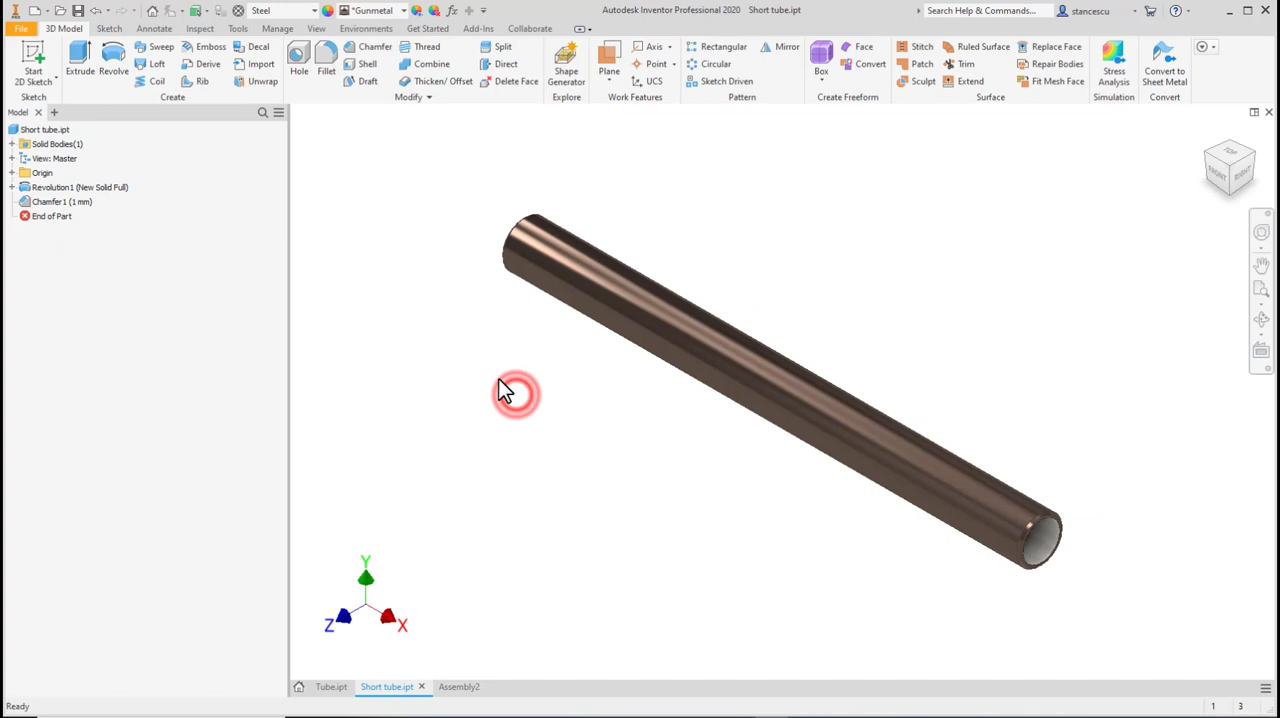 Steel
*Gunmetal
Autodesk Inventor Professional 2020 Short tube.ipt
Search Help & Commands...
stancescu
File 3D Model Sketch Annotate Inspect Tools Manage View Environments Get Started Add-Ins Collaborate
Start
2D Sketch
Sketch
Extrude
Revolve
Sweep Emboss Decal
Loft Derive Import
Coil Rib Unwrap
Create
Hole
Fillet
Chamfer Thread Split
Shell Combine Direct
Draft Thicken/ Offset Delete Face
Modify
Shape
Generator
Explore
Plane
Axis
Point
UCS
Work Features
Rectangular Mirror
Circular
Sketch Driven
Pattern
Box
Face
Convert
Create Freeform
Stitch Ruled Surface Replace Face
Patch Trim Repair Bodies
Sculpt Extend Fit Mesh Face
Surface
Stress
Analysis
Simulation
Convert to
Sheet Metal
Convert
Model
Short tube.ipt
Solid Bodies(1)
View: Master
Origin
Revolution1 (New Solid Full)
Chamfer1 (1 mm)
End of Part
TOP
FRONT
RIGHT
Y
Z
X
Tube.ipt Short tube.ipt Assembly2
Ready
1 3